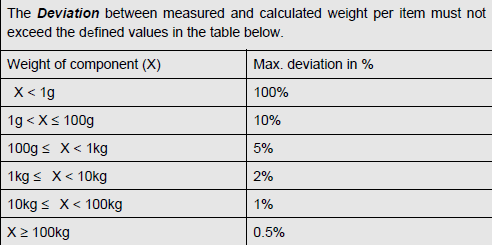 The Deviation between measured and calculated weight per item must not
exceed the defined values in the table below.
Weight of component (X) Max. deviation in %
X < 1g 100%
1g < X ≤ 100g 10%
100g ≤ X < 1kg 5%
1kg ≤ X < 10kg 2%
10kg ≤ X < 100kg 1%
X ≥ 100kg 0.5%